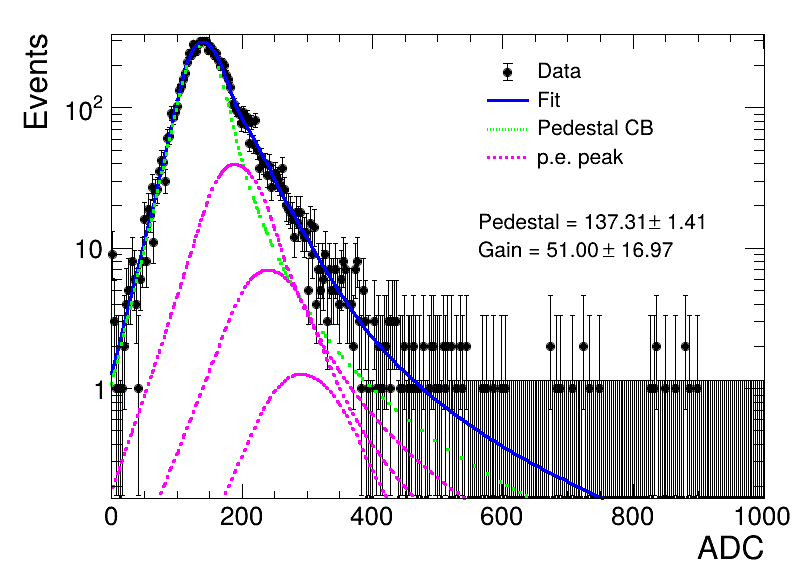 Events
Data
Fit
Pedestal CB
p.e. peak
Pedestal = 137.31± 1.41
Gain = 51.00 ± 16.97
10²
10
1
0 200 400 600 800 1000
ADC